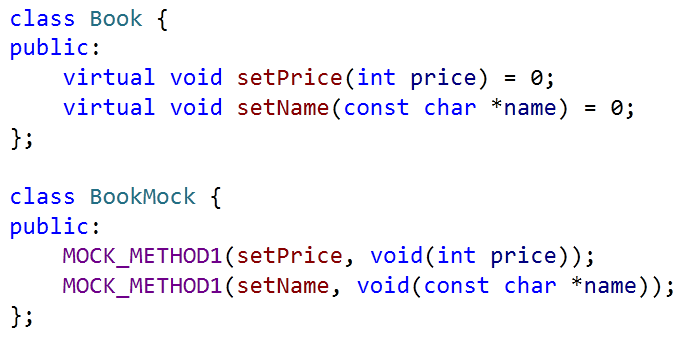 class Book {
public:
    virtual void setPrice(int price) = 0;
    virtual void setName(const char *name) = 0;
};

class BookMock {
public:
    MOCK_METHOD1(setPrice, void(int price));
    MOCK_METHOD1(setName, void(const char *name));
};